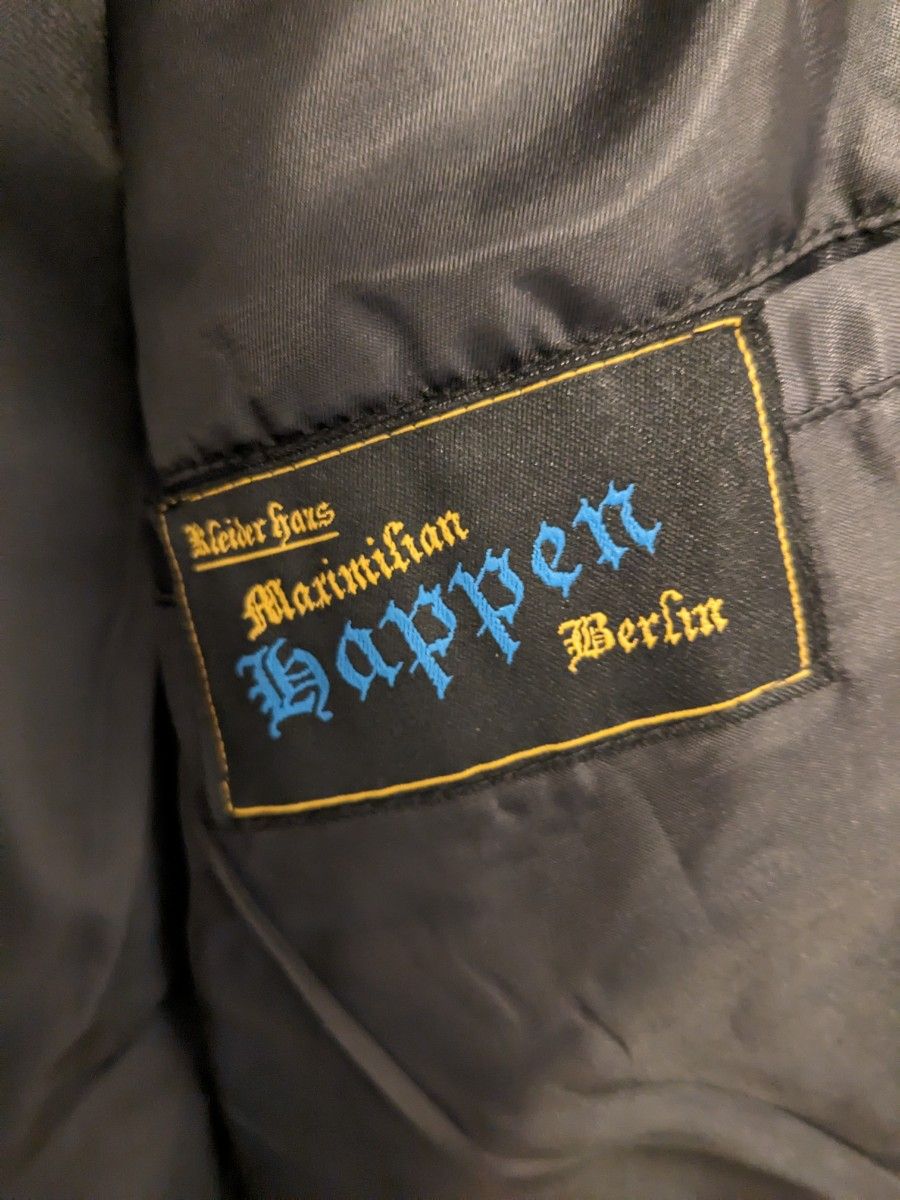 Kleider Haus
Maximilian
Happen
Berlin